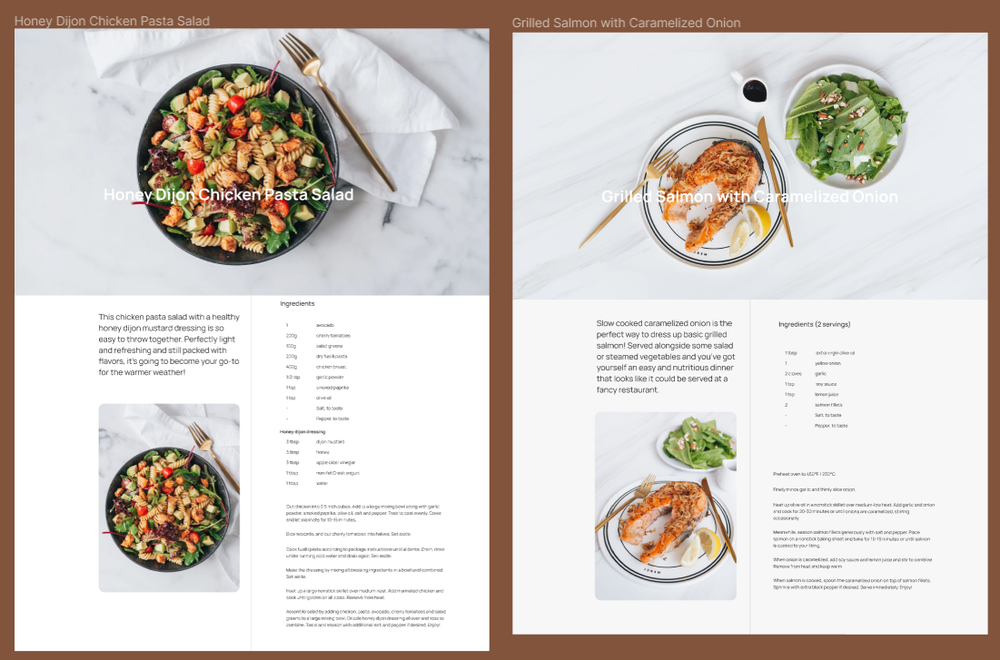 Honey Dijon Chicken Pasta Salad
Honey Dijon Chicken Pasta Salad
This chicken pasta salad with a healthy
honey dijon mustard dressing is so
easy to throw together. Perfectly light
and refreshing and still packed with
flavors, it's going to become your go-to
for the warmer weather!
Ingredients
1 avocado
200g cherry tomatoes
salad greens
dry fusilli pasta
400g chicken breast
1/2 tsp garlic powder
1 tsp smoked paprika
1 tsp olive oil
- Salt, to taste
- Pepper, to taste
Honey dijon dressing
3 tbsp dijon mustard
3 tbsp honey
3 tbsp apple cider vinegar
1 tbsp non-fat Greek yogurt
1 tbsp water
Cut chicken into 0.5 inch cubes. Add to a large mixing bowl along with garlic
powder, smoked paprika, olive oil, salt and pepper. Toss to coat evenly. Cover
and let marinate for 10-15 minutes.
Dice avocado, and cut cherry tomatoes into halves. Set aside.
Cook fusilli pasta according to package instructions until al dente. Drain, rinse
under running cold water and drain again. Set aside.
Make the dressing by mixing all dressing ingredients in a bowl until combined.
Set aside.
Heat up a large nonstick skillet over medium heat. Add marinated chicken and
cook until golden on all sides. Remove from heat.
Assemble salad by adding chicken, pasta, avocado, cherry tomatoes and salad
greens to a large mixing bowl. Drizzle honey dijon dressing all over and toss to
combine. Taste and season with additional salt and pepper if desired. Enjoy!
Grilled Salmon with Caramelized Onion
Grilled Salmon with Caramelized Onion
Slow cooked caramelized onion is the
perfect way to dress up basic grilled
salmon! Served alongside some salad
or steamed vegetables and you've got
yourself an easy and nutritious dinner
that looks like it could be served at a
fancy restaurant.
Ingredients (2 servings)
1 tbsp extra virgin olive oil
1 yellow onion
2 cloves garlic
1 tsp soy sauce
1 tsp lemon juice
2 salmon fillets
- Salt, to taste
- Pepper, to taste
Preheat oven to 450°F / 230°C.
Finely mince garlic and thinly slice onion.
Heat up olive oil in a nonstick skillet over medium-low heat. Add garlic and onion
and cook for 20-30 minutes or until onions are caramelized, stirring
occasionally.
Meanwhile, season salmon fillets generously with salt and pepper. Place
salmon on a nonstick baking sheet and bake for 10-15 minutes or until salmon
is cooked to your liking.
When onion is caramelized, add soy sauce and lemon juice and stir to combine.
Remove from heat and keep warm.
When salmon is cooked, spoon the caramelized onion on top of salmon fillets.
Sprinkle with extra black pepper if desired. Serve immediately. Enjoy!